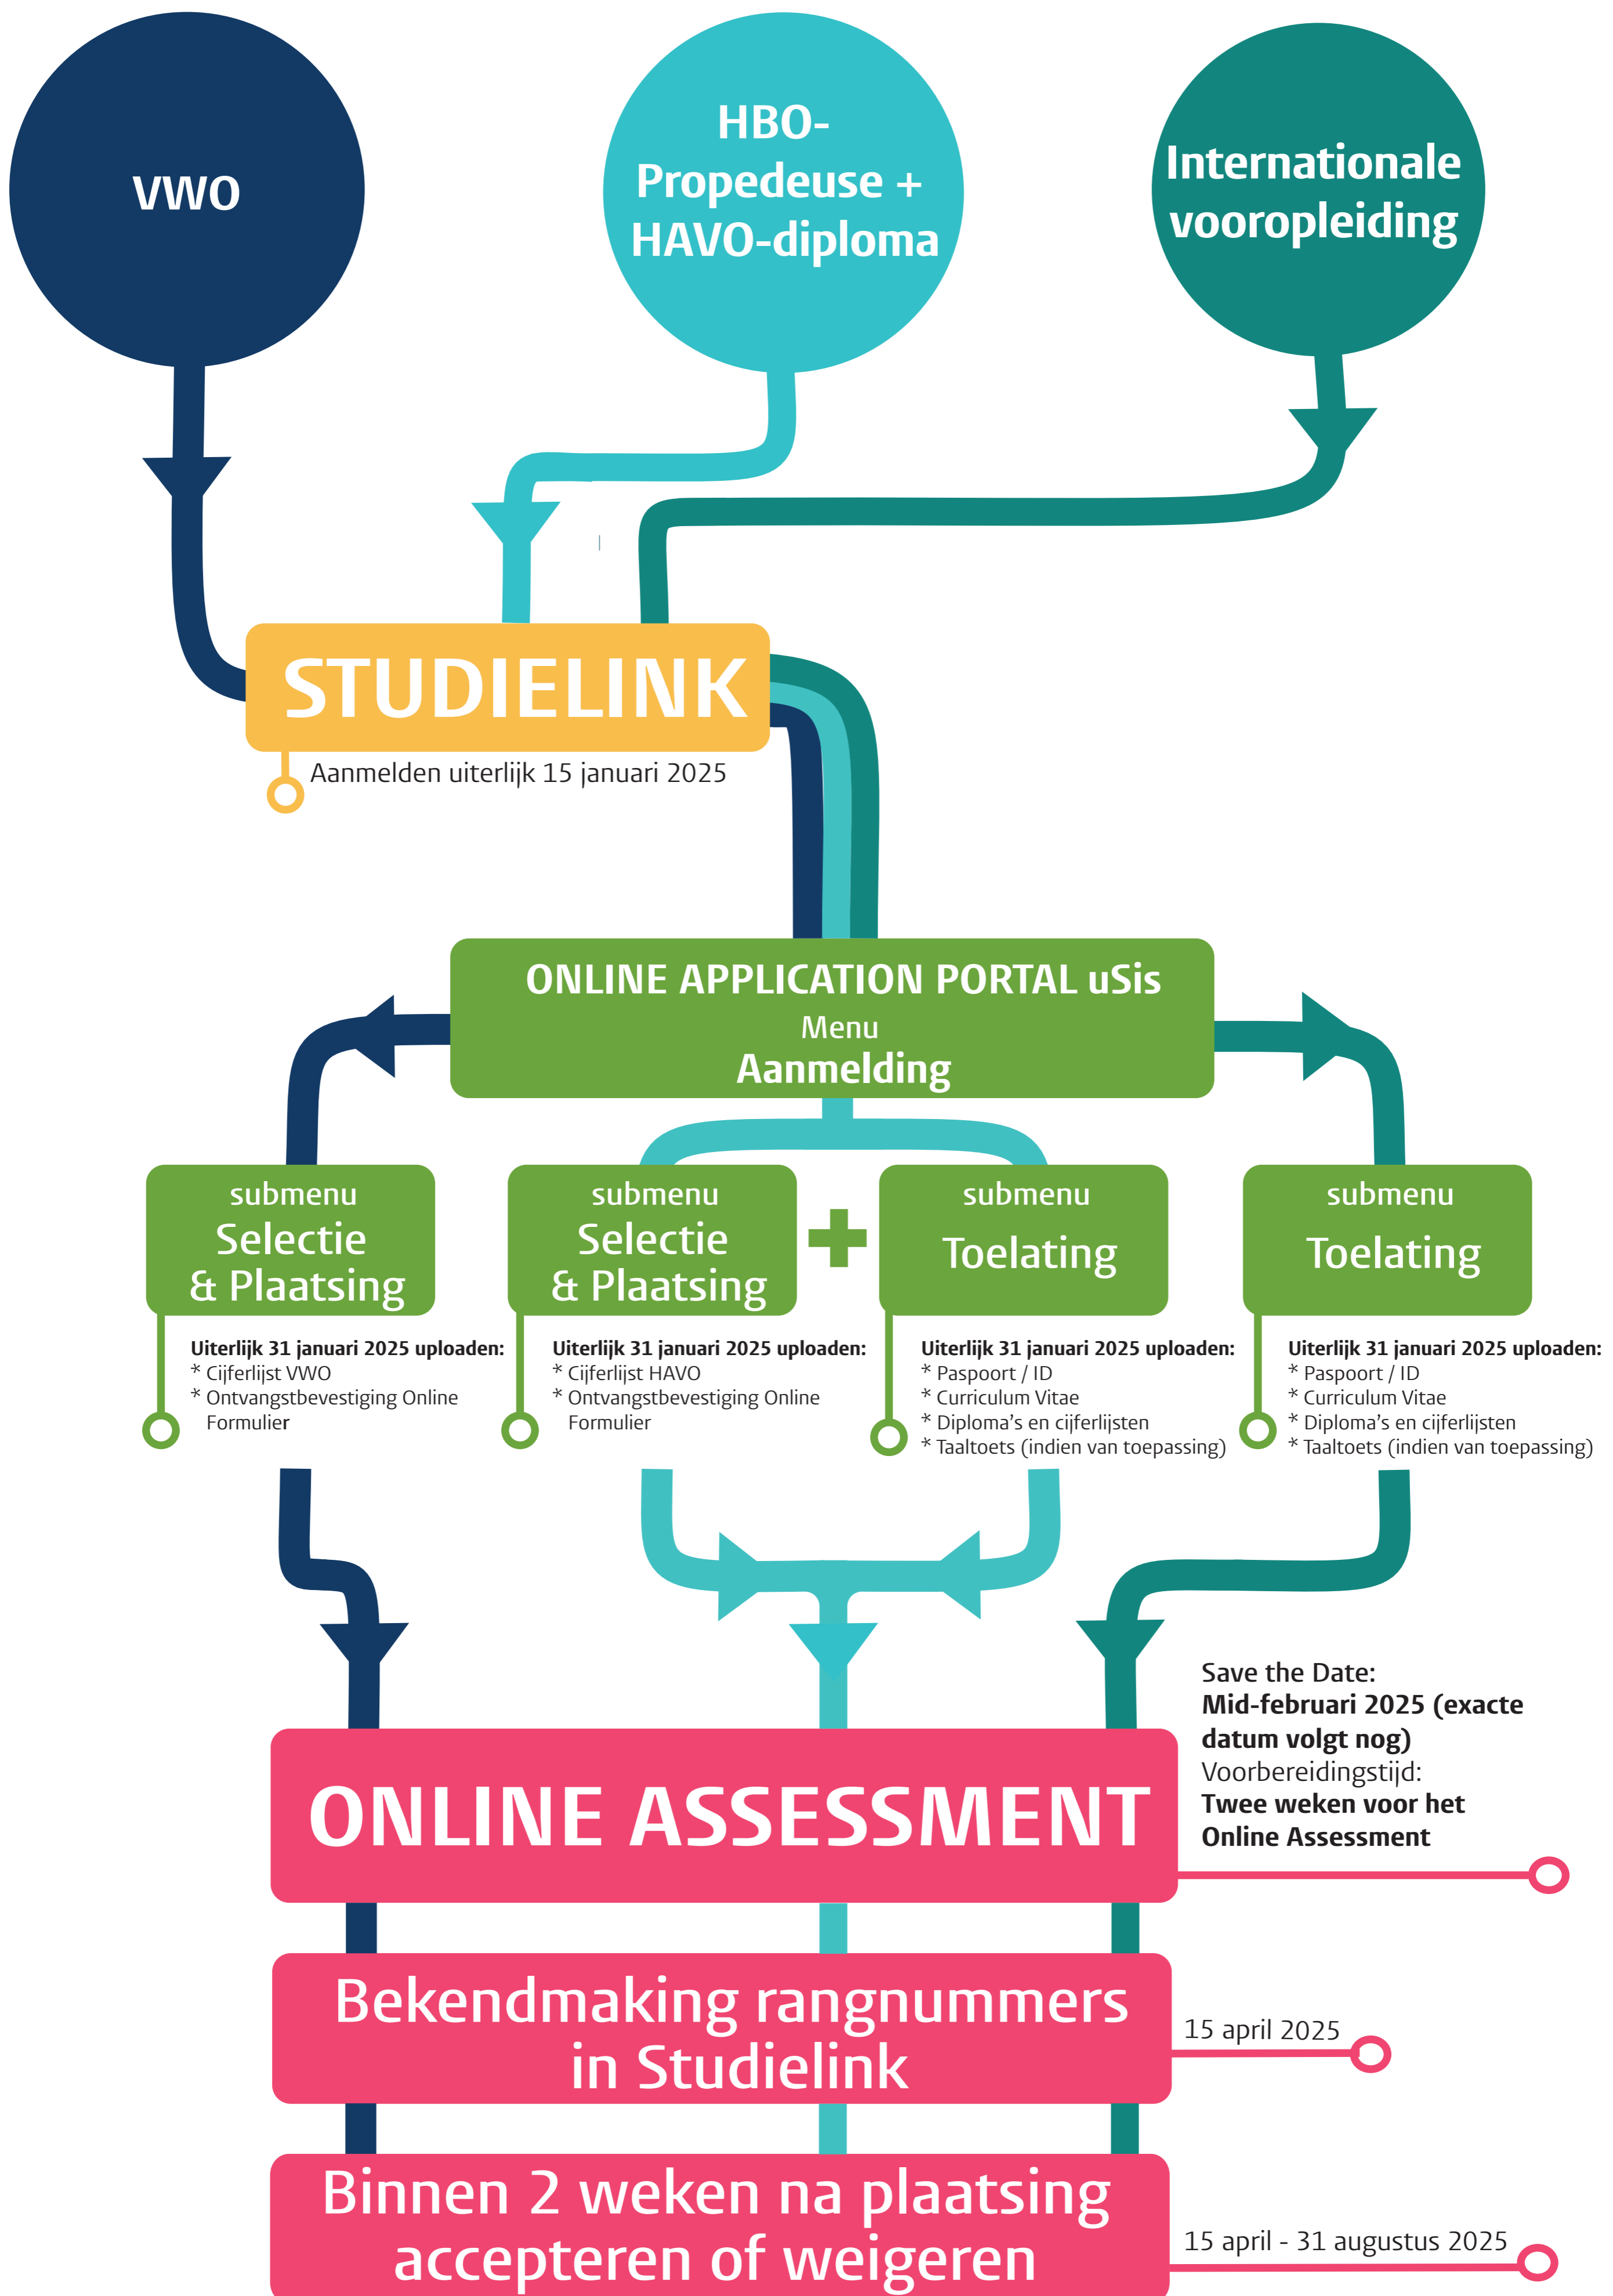 VWO
HBO-
Propedeuse +
HAVO-diploma
Internationale
vooropleiding
STUDIELINK
Aanmelden uiterlijk 15 januari 2025
ONLINE APPLICATION PORTAL uSis
Menu
Aanmelding
submenu
Selectie
& Plaatsing
submenu
Selectie
& Plaatsing
+
submenu
Toelating
submenu
Toelating
Uiterlijk 31 januari 2025 uploaden:
* Cijferlijst VWO
* Ontvangstbevestiging Online
Formulier
Uiterlijk 31 januari 2025 uploaden:
* Cijferlijst HAVO
* Ontvangstbevestiging Online
Formulier
Uiterlijk 31 januari 2025 uploaden:
* Paspoort / ID
* Curriculum Vitae
* Diploma's en cijferlijsten
* Taaltoets (indien van toepassing)
Uiterlijk 31 januari 2025 uploaden:
* Paspoort / ID
* Curriculum Vitae
* Diploma's en cijferlijsten
* Taaltoets (indien van toepassing)
Save the Date:
Mid-februari 2025 (exacte
datum volgt nog)
Voorbereidingstijd:
Twee weken voor het
Online Assessment
ONLINE ASSESSMENT
Bekendmaking rangnummers
in Studielink
15 april 2025
Binnen 2 weken na plaatsing
accepteren of weigeren
15 april - 31 augustus 2025